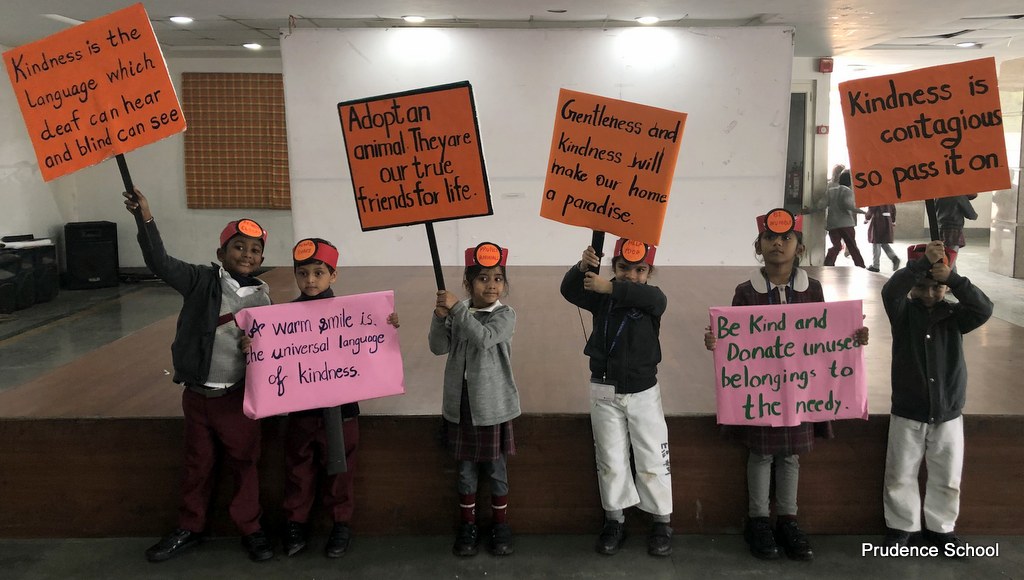 Kindness is the
Language which
deaf can hear
and blind can see
Adopt an
animal They are
our true
friends for life.
Gentleness and
kindness will
make our home
a paradise.
Kindness is
contagious
so pass it on
A warm smile is
the universal language
of kindness.
Be Kind and
Donate unused
belongings to
the needy.
Prudence School